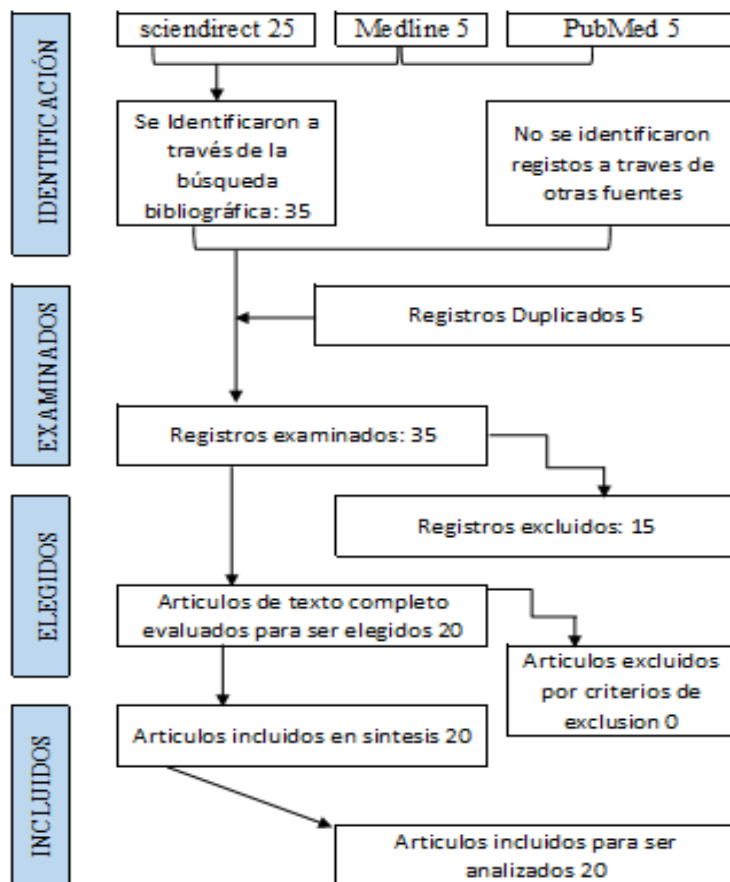 sciendirect 25
Medline 5
PubMed 5
IDENTIFICACIÓN
Se Identificaron a
través de la
búsqueda
bibliográfica: 35
No se identificaron
registos a traves de
otras fuentes
EXAMINADOS
Registros Duplicados 5
Registros examinados: 35
Registros excluidos: 15
ELEGIDOS
Articulos de texto completo
evaluados para ser elegidos 20
Articulos excluidos
por criterios de
exclusion 0
INCLUIDOS
Articulos incluidos en sintesis 20
Articulos incluidos para ser
analizados 20